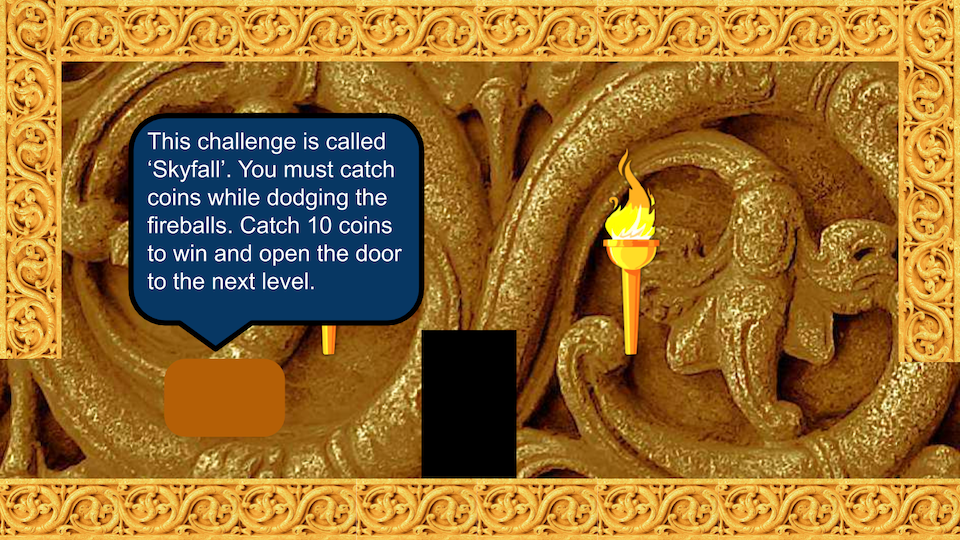 This challenge is called
‘Skyfall’. You must catch
coins while dodging the
fireballs. Catch 10 coins
to win and open the door
to the next level.